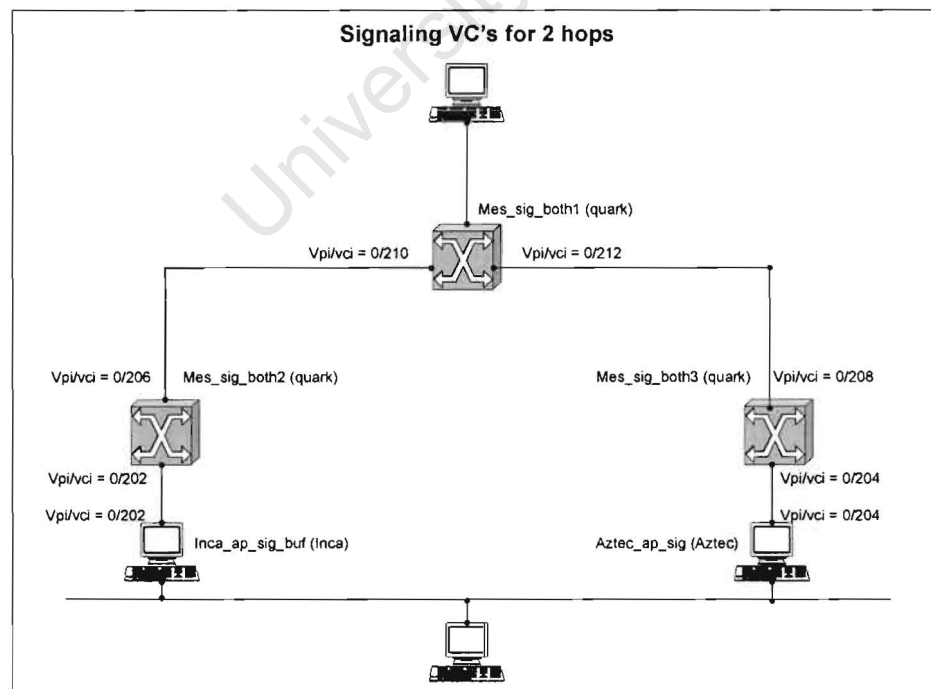 Signaling VC's for 2 hops
University
Mes_sig_both1 (quark)
Vpi/vci = 0/210
Vpi/vci = 0/212
Vpi/vci = 0/206
Mes_sig_both2 (quark)
Mes_sig_both3 (quark)
Vpi/vci = 0/208
Vpi/vci = 0/202
Vpi/vci = 0/204
Vpi/vci = 0/202
Vpi/vci = 0/204
Inca_ap_sig_buf (Inca)
Aztec_ap_sig (Aztec)